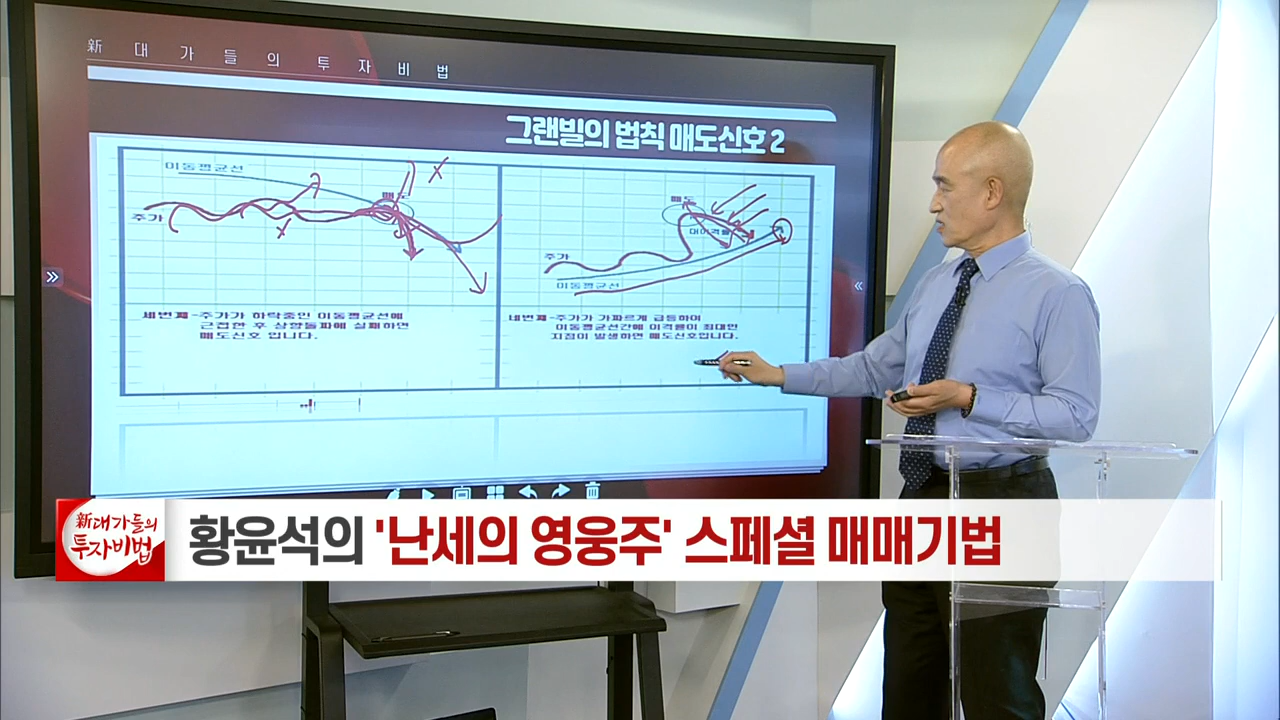 新 대 가 들 의 투 자 비 법
그랜빌의 법칙 매도신호 2
이동평균선
매도
주가
세번째-주가가 하락중인 이동평균선에
근접한 후 상향돌파에 실패하면
매도신호 입니다.
매도
대이격률
주가
이동평균선
네번째-주가가 가파르게 급등하여
이동평균선간에 이격률이 최대인
지점이 발생하면 매도신호입니다.
新대가들의
투자비법
황윤석의 '난세의 영웅주' 스페셜 매매기법